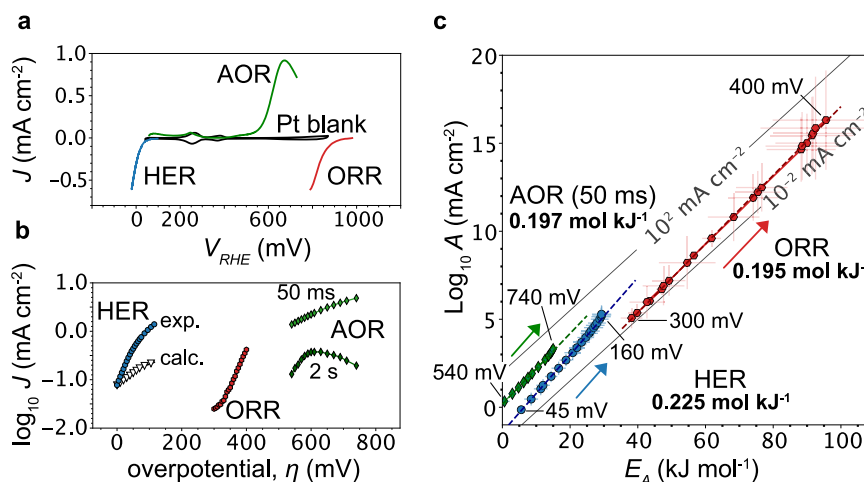 a
1.0
0.5
0.0
−0.5
J (mA cm⁻²)
AOR
Pt blank
HER
ORR
0
200
600
1000
V_RHE
(mV)
b
1.0
0.0
-1.0
−2.0
log₁₀ J (mA cm⁻²)
HER
exp.
calc.
50 ms
AOR
2 s
ORR
0
200
400
600
800
overpotential, η (mV)
c
20
15
10
5
0
Log₁₀ A (mA cm⁻²)
400 mV
AOR (50 ms)
0.197 mol kJ⁻¹
10² mA cm⁻²
10⁻² mA cm⁻²
ORR
0.195 mol kJ⁻¹
740 mV
300 mV
160 mV
540 mV
HER
45 mV
0.225 mol kJ⁻¹
0
20
40
60
80
100
E_A (kJ mol⁻¹)